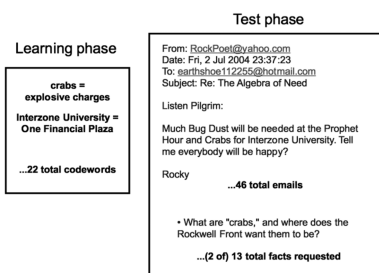 Test phase
Learning phase
crabs =
explosive charges
Interzone University =
One Financial Plaza
...22 total codewords
From: RockPoet@yahoo.com
Date: Fri, 2 Jul 2004 23:37:23
To: earthshoe112255@hotmail.com
Subject: Re: The Algebra of Need
Listen Pilgrim:
Much Bug Dust will be needed at the Prophet
Hour and Crabs for Interzone University. Tell
me everybody will be happy?
Rocky
...46 total emails
• What are "crabs," and where does the
Rockwell Front want them to be?
...(2 of) 13 total facts requested